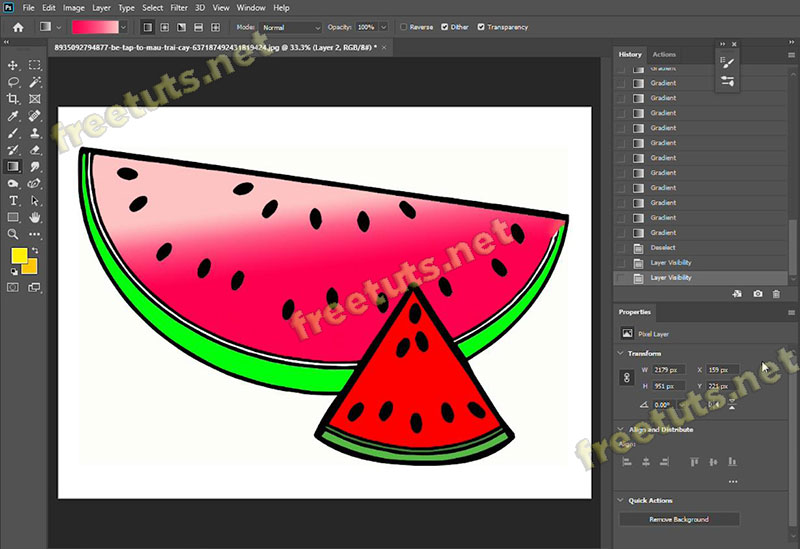 Ps File Edit Image Layer Type Select Filter 3D View Window Help
Mode: Normal Opacity: 100% Reverse Dither Transparency
8935092794877-be-tap-to-mau-trai-cay-637187492431819424.jpg @ 33.3% (Layer 2, RGB/8#) *
freetuts.net
freetuts.net
freetuts.net
History Actions
Gradient
Gradient
Gradient
Gradient
Gradient
Gradient
Gradient
Gradient
Gradient
Gradient
Gradient
Gradient
Deselect
Layer Visibility
Layer Visibility
Properties
Pixel Layer
Transform
W 2179 px X 159 px
H 951 px Y 221 px
0.00°
Align and Distribute
Align:
Quick Actions
Remove Background